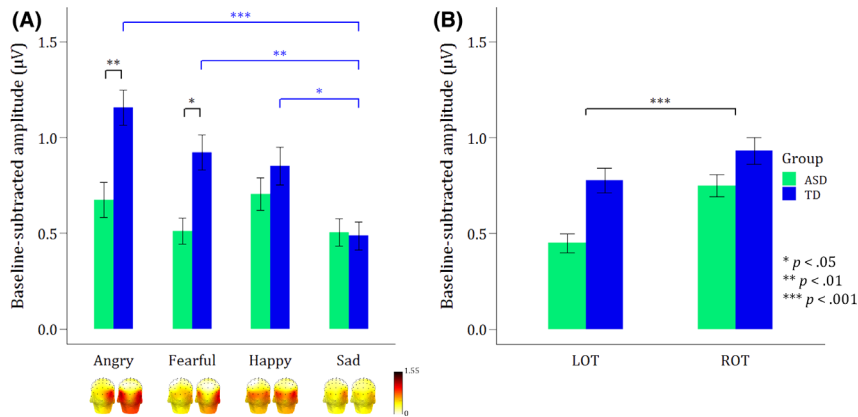 (A)
Baseline-subtracted amplitude (μV)
1.5
1.0
0.5
0.0
***
**
*
**
*
Angry Fearful Happy Sad
1.55
0
(B)
Baseline-subtracted amplitude (μV)
1.5
1.0
0.5
0.0
***
LOT ROT
Group
ASD
TD
* p < .05
** p < .01
*** p < .001